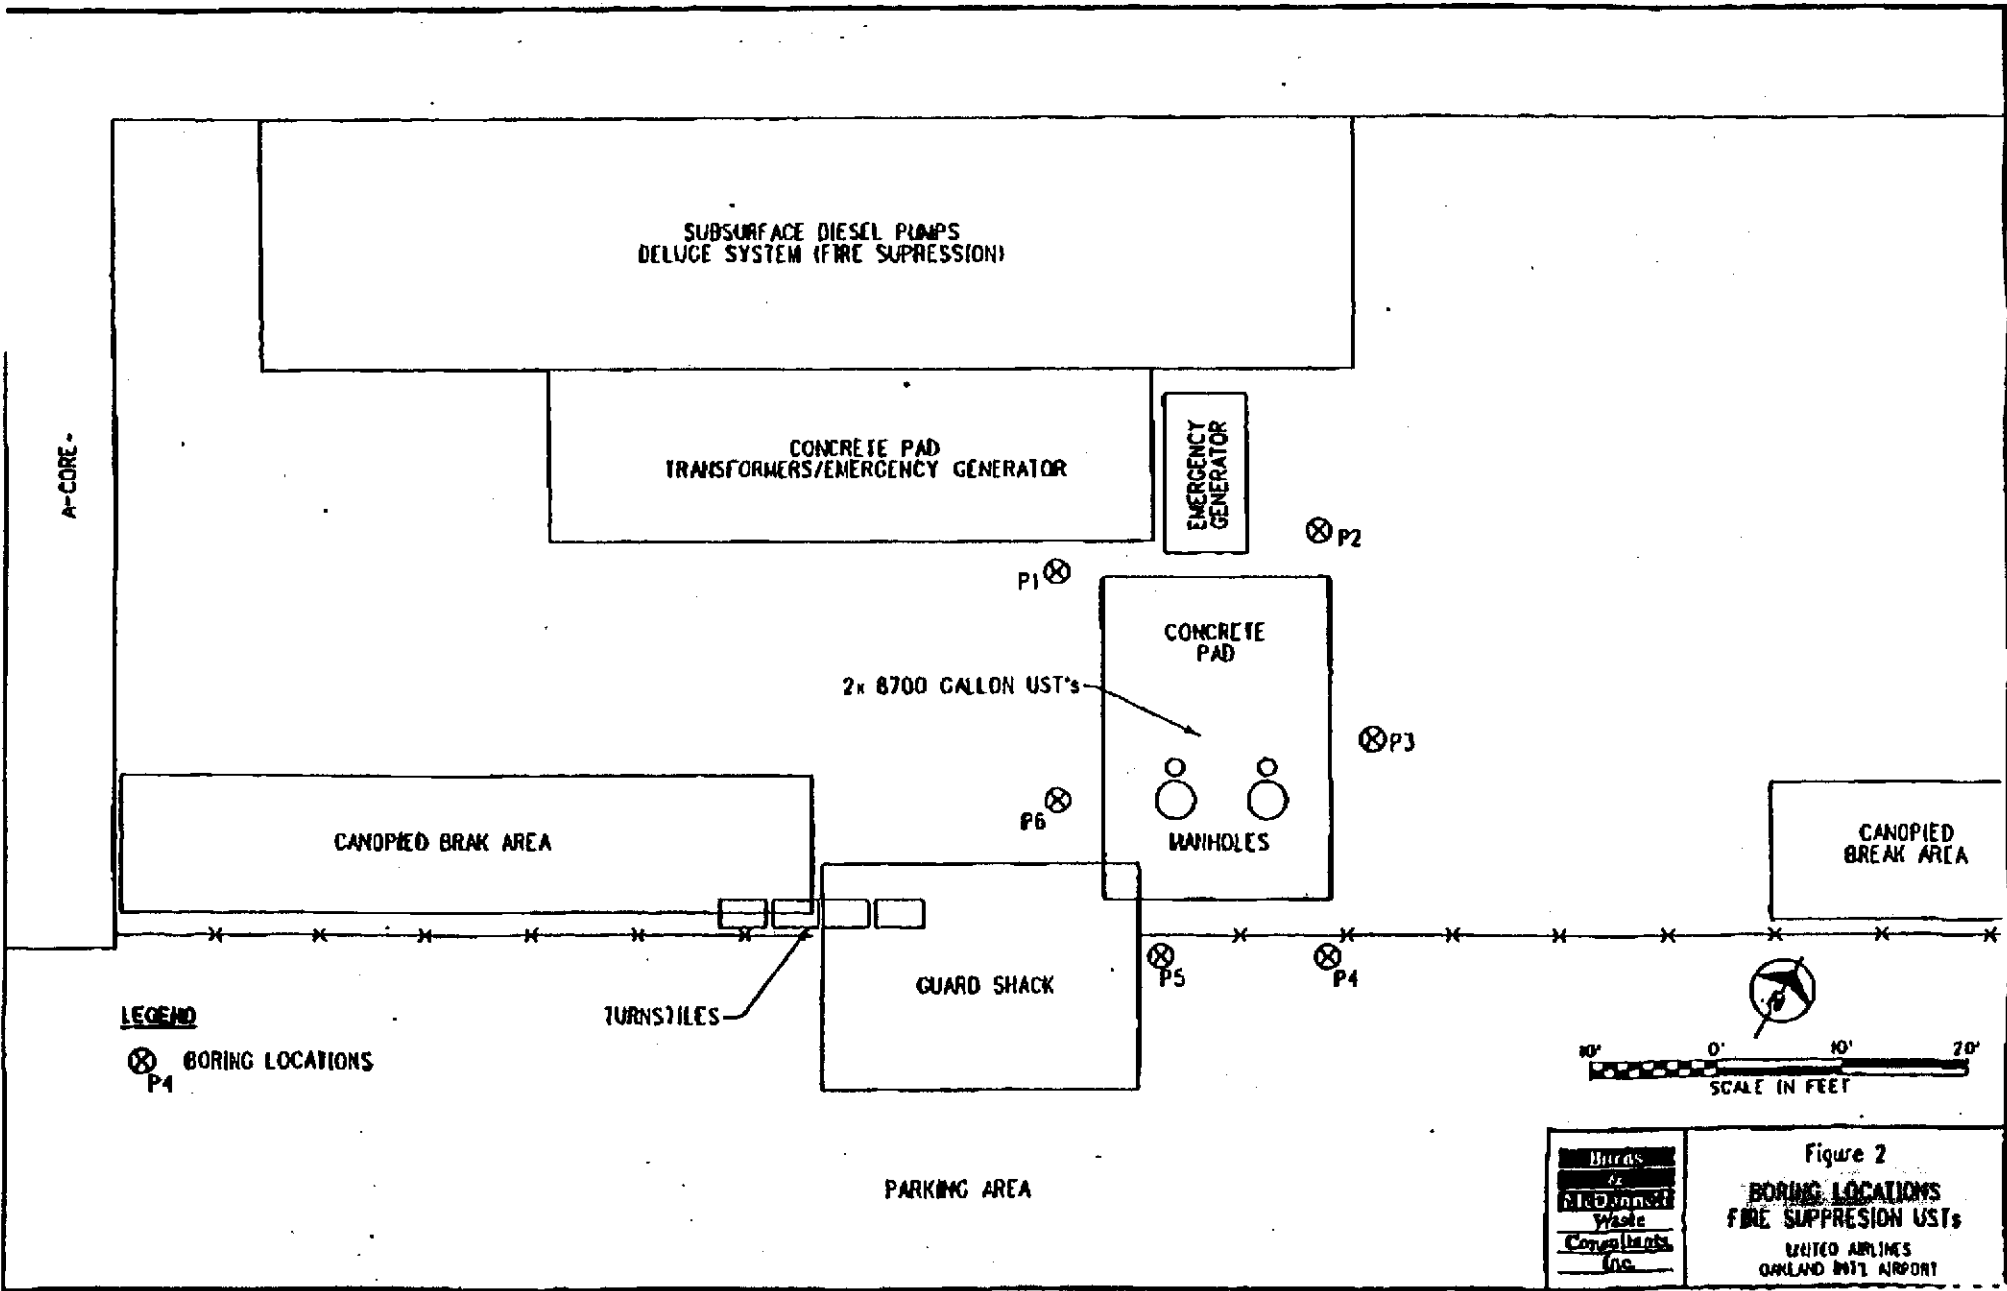 SUBSURFACE DIESEL PUMPS
DELUGE SYSTEM (FIRE SUPRESSION)
A-CORE
CONCRETE PAD
TRANSFORMERS/EMERGENCY GENERATOR
EMERGENCY
GENERATOR
P2
P1
CONCRETE
PAD
2x 8700 GALLON UST's
P3
P6
MANHOLES
CANOPIED BRAK AREA
CANOPIED
BREAK AREA
P5
P4
GUARD SHACK
TURNSTILES
LEGEND
P4
BORING LOCATIONS
N
10' 0' 10' 20'
SCALE IN FEET
PARKING AREA
Burns
&
McDonnell
Waste
Consultants
Inc.
Figure 2
BORING LOCATIONS
FIRE SUPPRESION USTs
UNITED AIRLINES
OAKLAND INT'L AIRPORT